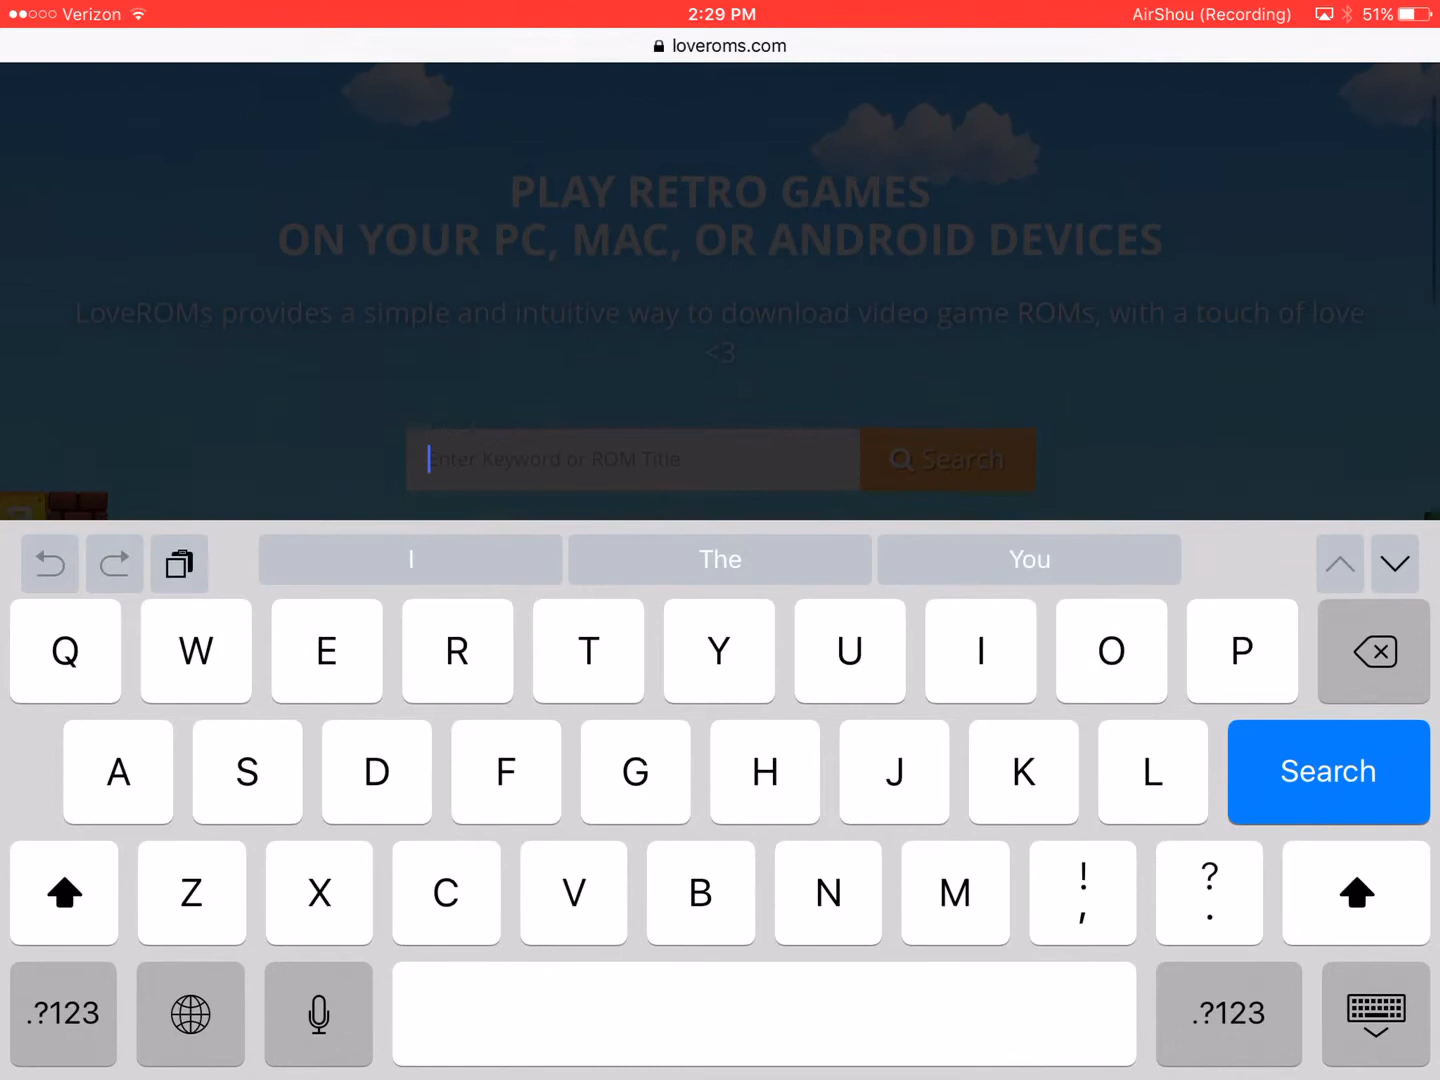 Verizon 2:29 PM AirShou (Recording) 51%
loveroms.com
PLAY RETRO GAMES
ON YOUR PC, MAC, OR ANDROID DEVICES
LoveROMs provides a simple and intuitive way to download video game ROMs, with a touch of love
<3
Enter Keyword or ROM Title Search
I The You
Q W E R T Y U I O P
A S D F G H J K L Search
Z X C V B N M ! , ? .
.?123 .?123